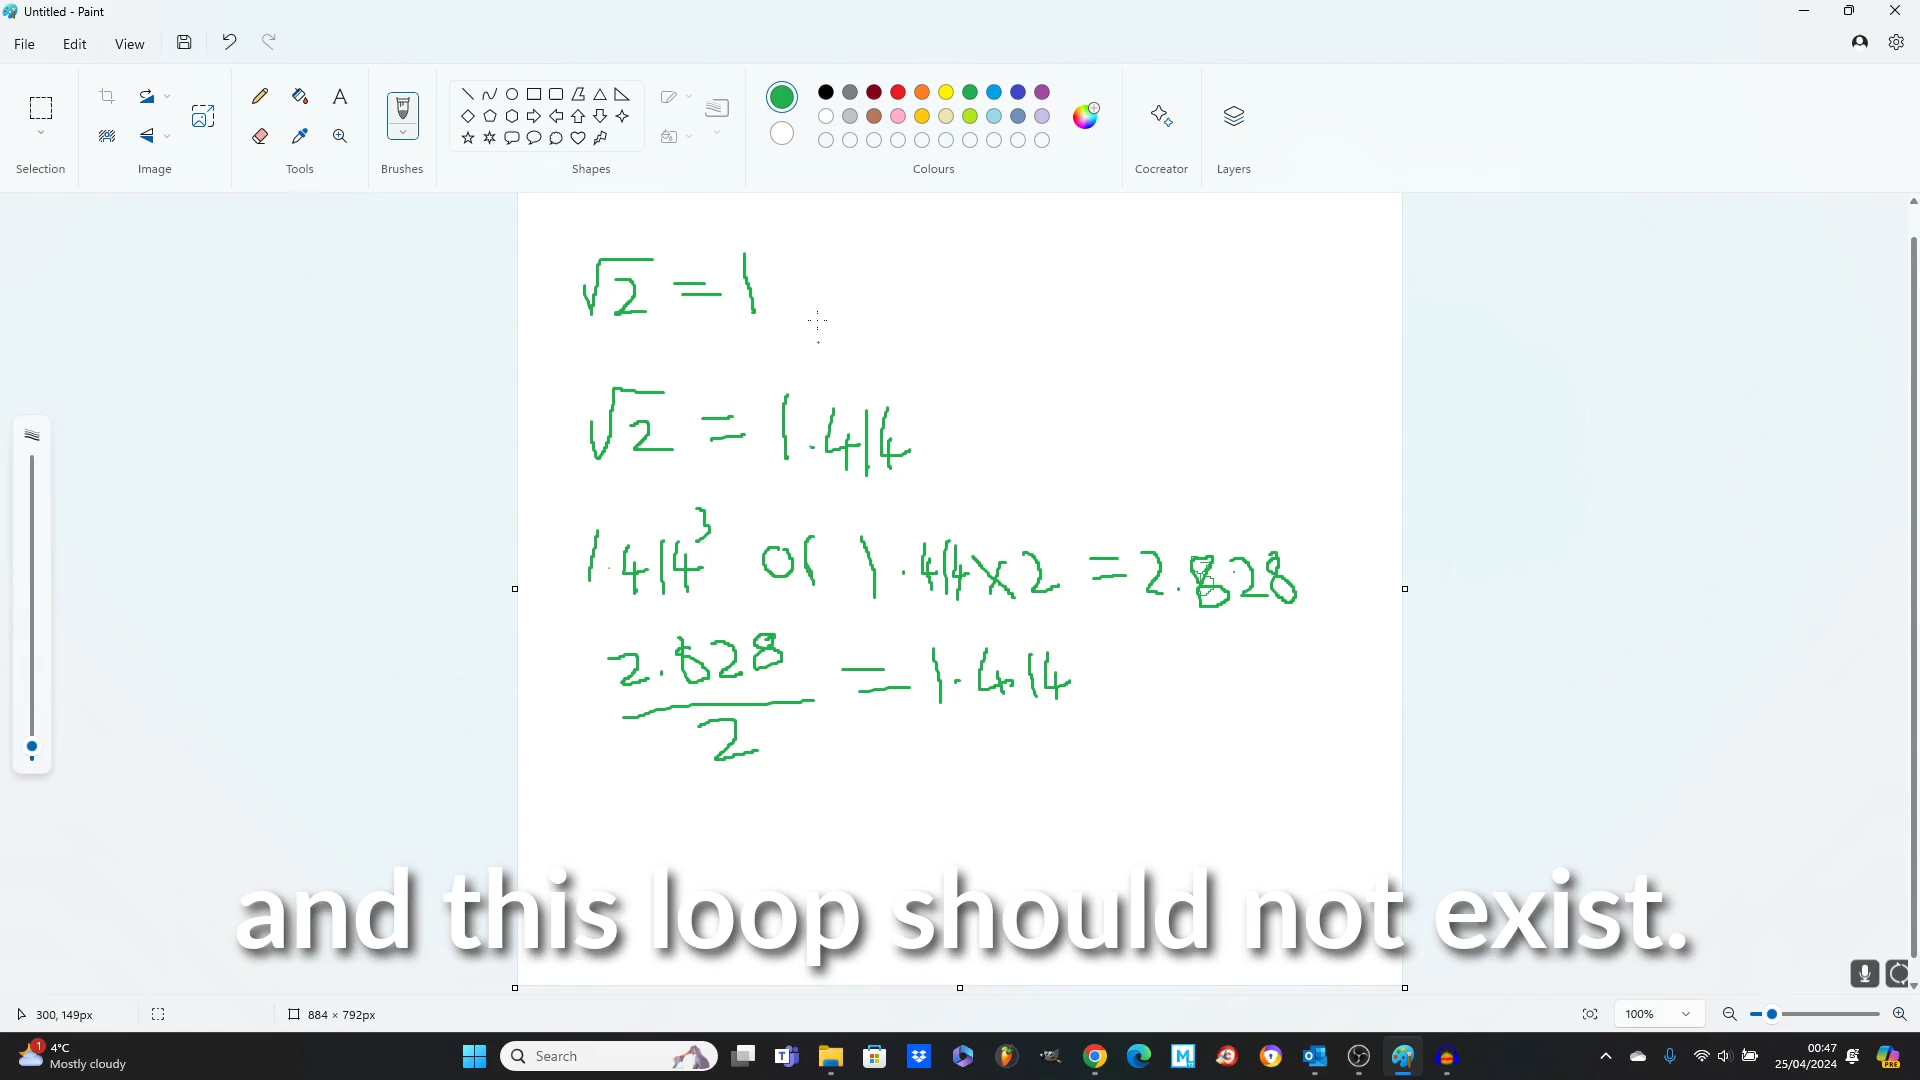 Untitled - Paint
File Edit View
Selection Image Tools Brushes Shapes Colours Cocreator Layers
√2 = 1
√2 = 1.414
1.414³ or 1.414×2 = 2.828
2.828
2
= 1.414
and this loop should not exist.
300, 149px 884 × 792px 100%
1 4°C
Mostly cloudy
Search
00:47
25/04/2024
PRE